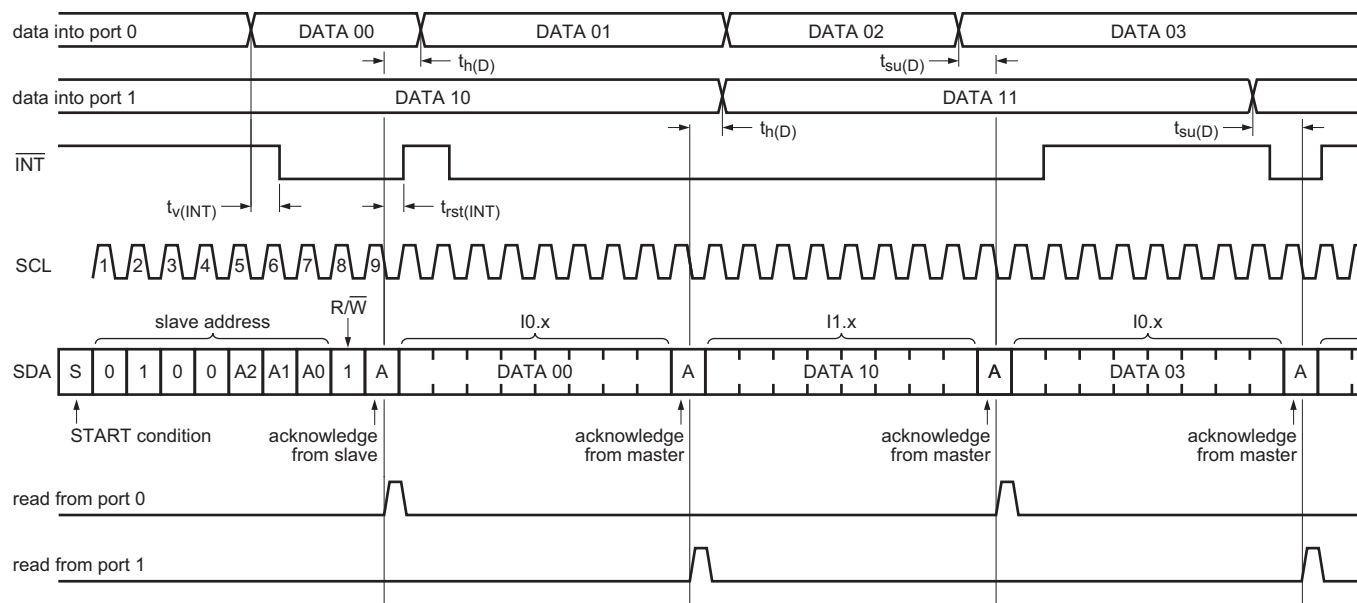 data into port 0 DATA 00 DATA 01 DATA 02 DATA 03
th(D) tsu(D)
data into port 1 DATA 10 DATA 11
th(D) tsu(D)
INT
tv(INT) trst(INT)
SCL 1 2 3 4 5 6 7 8 9
R/W
slave address I0.x I1.x I0.x
SDA S 0 1 0 0 A2 A1 A0 1 A DATA 00 A DATA 10 A DATA 03 A
START condition acknowledge from slave acknowledge from master acknowledge from master acknowledge from master
read from port 0
read from port 1